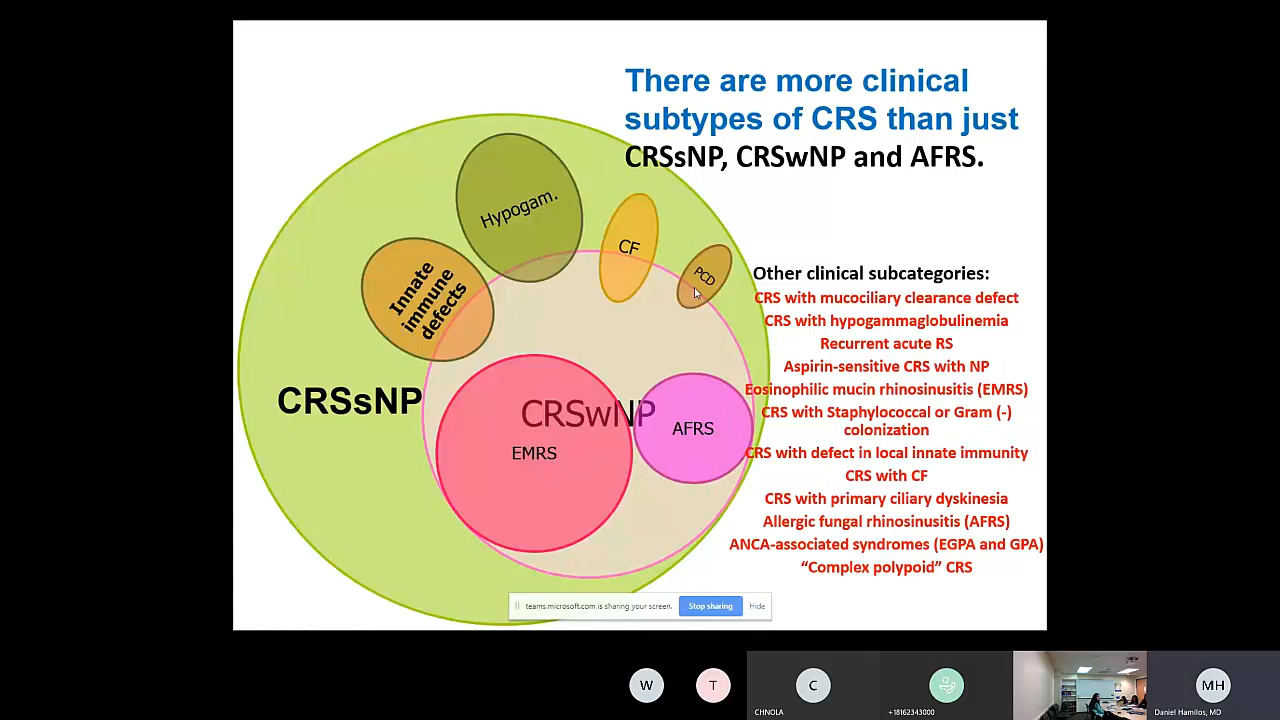 There are more clinical
subtypes of CRS than just
CRSsNP, CRSwNP and AFRS.
Hypogam.
CF
PCD
Innate
immune
defects
CRSsNP
CRSwNP
AFRS
EMRS
Other clinical subcategories:
CRS with mucociliary clearance defect
CRS with hypogammaglobulinemia
Recurrent acute RS
Aspirin-sensitive CRS with NP
Eosinophilic mucin rhinosinusitis (EMRS)
CRS with Staphylococcal or Gram (-)
colonization
CRS with defect in local innate immunity
CRS with CF
CRS with primary ciliary dyskinesia
Allergic fungal rhinosinusitis (AFRS)
ANCA-associated syndromes (EGPA and GPA)
“Complex polypoid” CRS
teams.microsoft.com is sharing your screen.
Stop sharing
Hide
W
T
C
MH
CHNOLA
+18162343000
Daniel Hamilos, MD